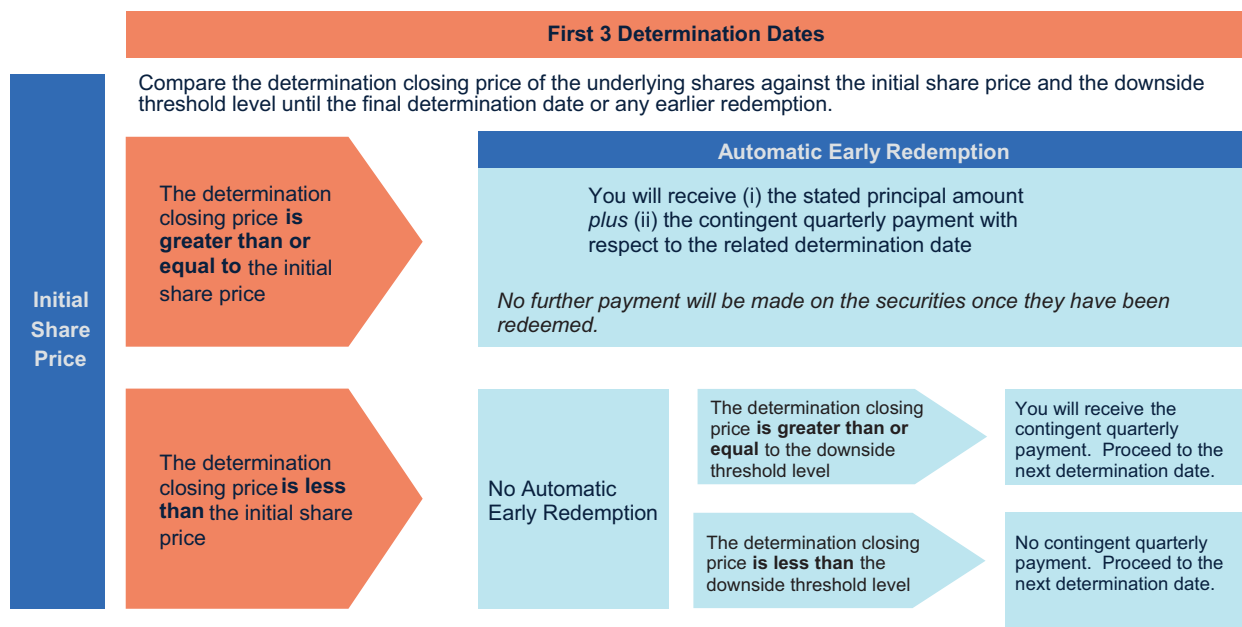 First 3 Determination Dates
Compare the determination closing price of the underlying shares against the initial share price and the downside
threshold level until the final determination date or any earlier redemption.
Initial
Share
Price
The determination
closing price is
greater than or
equal to the initial
share price
Automatic Early Redemption
You will receive (i) the stated principal amount
plus (ii) the contingent quarterly payment with
respect to the related determination date
No further payment will be made on the securities once they have been
redeemed.
The determination
closing price is less
than the initial share
price
No Automatic
Early Redemption
The determination closing
price is greater than or
equal to the downside
threshold level
You will receive the
contingent quarterly
payment. Proceed to the
next determination date.
The determination closing
price is less than the
downside threshold level
No contingent quarterly
payment. Proceed to the
next determination date.